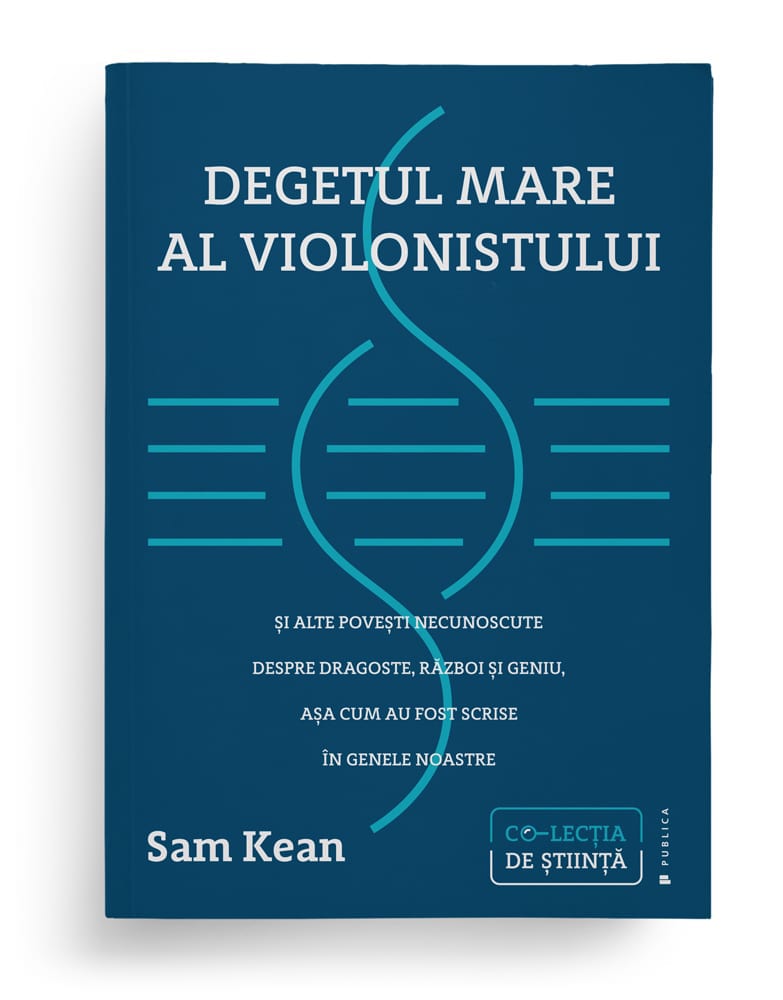 DEGETUL MARE
AL VIOLONISTULUI
ȘI ALTE POVEȘTI NECUNOSCUTE
DESPRE DRAGOSTE, RĂZBOI ȘI GENIU,
AȘA CUM AU FOST SCRISE
ÎN GENELE NOASTRE
Sam Kean
CO-LECȚIA
DE ȘTIINȚĂ
PUBLICA